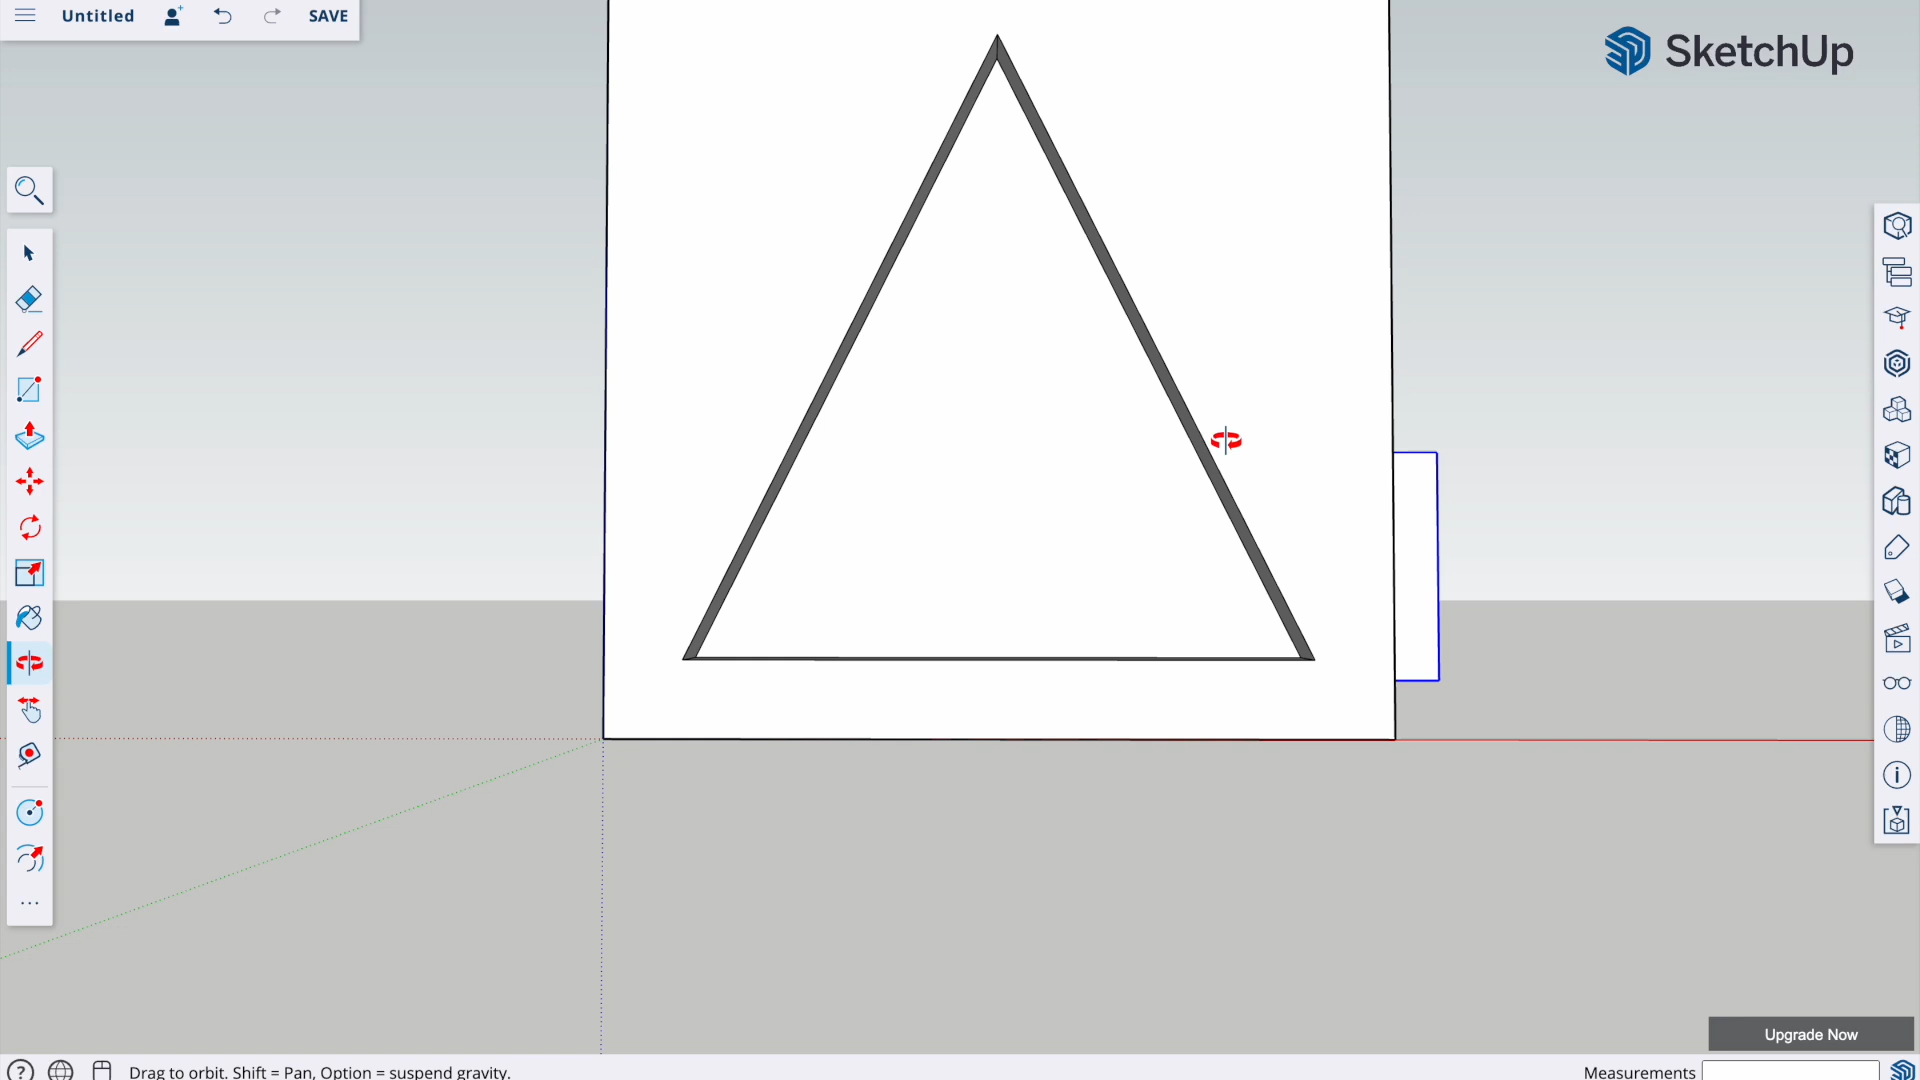 Untitled
SAVE
SketchUp
Upgrade Now
Drag to orbit. Shift = Pan, Option = suspend gravity.
Measurements